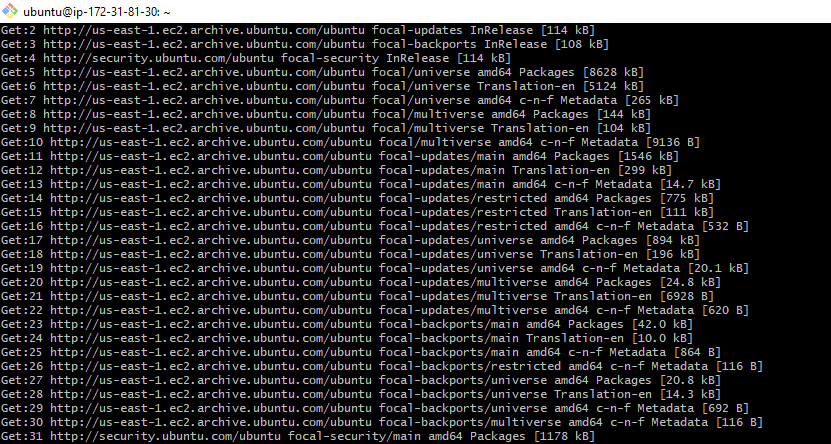 ubuntu@ip-172-31-81-30: ~
Get:2 http://us-east-1.ec2.archive.ubuntu.com/ubuntu focal-updates InRelease [114 kB]
Get:3 http://us-east-1.ec2.archive.ubuntu.com/ubuntu focal-backports InRelease [108 kB]
Get:4 http://security.ubuntu.com/ubuntu focal-security InRelease [114 kB]
Get:5 http://us-east-1.ec2.archive.ubuntu.com/ubuntu focal/universe amd64 Packages [8628 kB]
Get:6 http://us-east-1.ec2.archive.ubuntu.com/ubuntu focal/universe Translation-en [5124 kB]
Get:7 http://us-east-1.ec2.archive.ubuntu.com/ubuntu focal/universe amd64 c-n-f Metadata [265 kB]
Get:8 http://us-east-1.ec2.archive.ubuntu.com/ubuntu focal/multiverse amd64 Packages [144 kB]
Get:9 http://us-east-1.ec2.archive.ubuntu.com/ubuntu focal/multiverse Translation-en [104 kB]
Get:10 http://us-east-1.ec2.archive.ubuntu.com/ubuntu focal/multiverse amd64 c-n-f Metadata [9136 B]
Get:11 http://us-east-1.ec2.archive.ubuntu.com/ubuntu focal-updates/main amd64 Packages [1546 kB]
Get:12 http://us-east-1.ec2.archive.ubuntu.com/ubuntu focal-updates/main Translation-en [299 kB]
Get:13 http://us-east-1.ec2.archive.ubuntu.com/ubuntu focal-updates/main amd64 c-n-f Metadata [14.7 kB]
Get:14 http://us-east-1.ec2.archive.ubuntu.com/ubuntu focal-updates/restricted amd64 Packages [775 kB]
Get:15 http://us-east-1.ec2.archive.ubuntu.com/ubuntu focal-updates/restricted Translation-en [111 kB]
Get:16 http://us-east-1.ec2.archive.ubuntu.com/ubuntu focal-updates/restricted amd64 c-n-f Metadata [532 B]
Get:17 http://us-east-1.ec2.archive.ubuntu.com/ubuntu focal-updates/universe amd64 Packages [894 kB]
Get:18 http://us-east-1.ec2.archive.ubuntu.com/ubuntu focal-updates/universe Translation-en [196 kB]
Get:19 http://us-east-1.ec2.archive.ubuntu.com/ubuntu focal-updates/universe amd64 c-n-f Metadata [20.1 kB]
Get:20 http://us-east-1.ec2.archive.ubuntu.com/ubuntu focal-updates/multiverse amd64 Packages [24.8 kB]
Get:21 http://us-east-1.ec2.archive.ubuntu.com/ubuntu focal-updates/multiverse Translation-en [6928 B]
Get:22 http://us-east-1.ec2.archive.ubuntu.com/ubuntu focal-updates/multiverse amd64 c-n-f Metadata [620 B]
Get:23 http://us-east-1.ec2.archive.ubuntu.com/ubuntu focal-backports/main amd64 Packages [42.0 kB]
Get:24 http://us-east-1.ec2.archive.ubuntu.com/ubuntu focal-backports/main Translation-en [10.0 kB]
Get:25 http://us-east-1.ec2.archive.ubuntu.com/ubuntu focal-backports/main amd64 c-n-f Metadata [864 B]
Get:26 http://us-east-1.ec2.archive.ubuntu.com/ubuntu focal-backports/restricted amd64 c-n-f Metadata [116 B]
Get:27 http://us-east-1.ec2.archive.ubuntu.com/ubuntu focal-backports/universe amd64 Packages [20.8 kB]
Get:28 http://us-east-1.ec2.archive.ubuntu.com/ubuntu focal-backports/universe Translation-en [14.3 kB]
Get:29 http://us-east-1.ec2.archive.ubuntu.com/ubuntu focal-backports/universe amd64 c-n-f Metadata [692 B]
Get:30 http://us-east-1.ec2.archive.ubuntu.com/ubuntu focal-backports/multiverse amd64 c-n-f Metadata [116 B]
Get:31 http://security.ubuntu.com/ubuntu focal-security/main amd64 Packages [1178 kB]